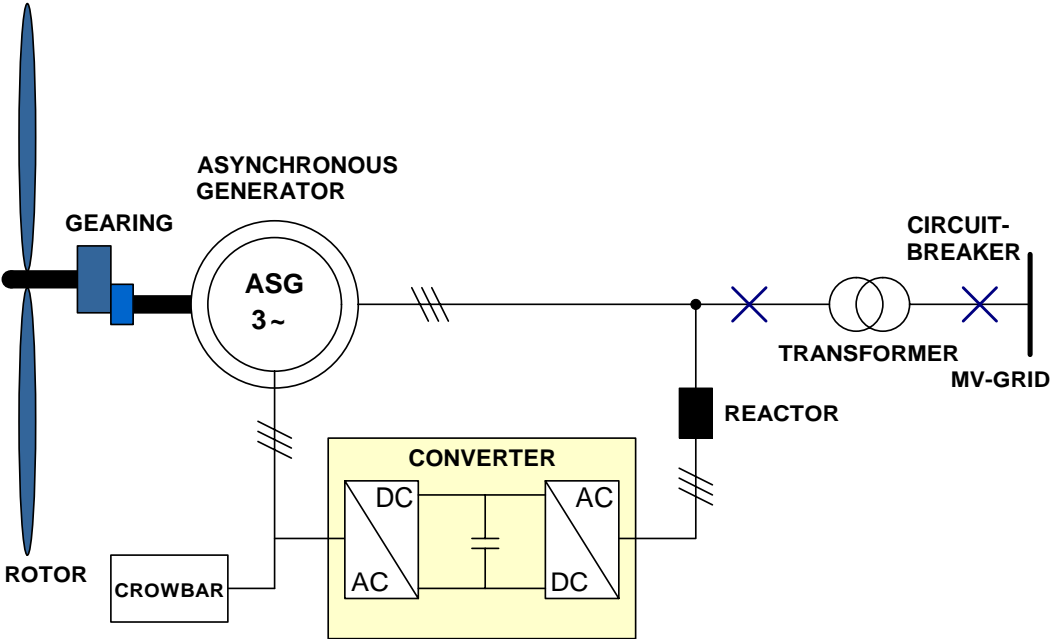 ASYNCHRONOUS
GENERATOR
GEARING
CIRCUIT-
BREAKER
ASG
3~
TRANSFORMER
MV-GRID
REACTOR
CONVERTER
DC
AC
AC
DC
ROTOR
CROWBAR